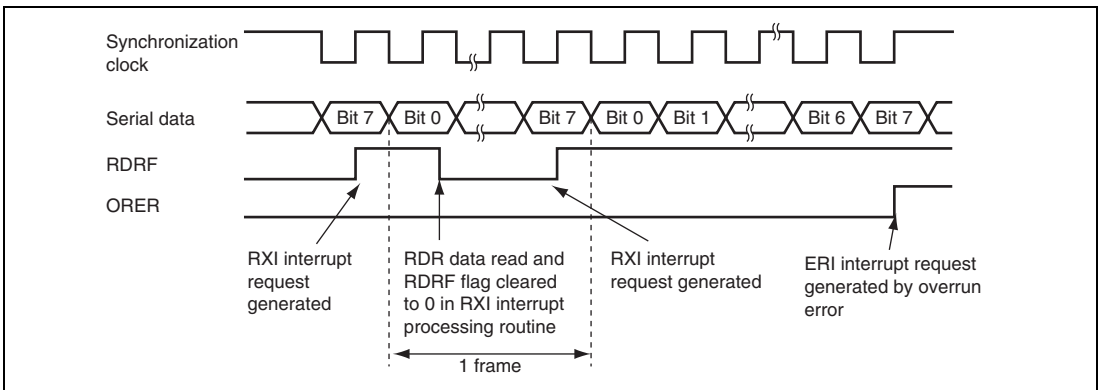 Synchronization
clock
Serial data
Bit 7
Bit 0
Bit 7
Bit 0
Bit 1
Bit 6
Bit 7
RDRF
ORER
RXI interrupt
request
generated
RDR data read and
RDRF flag cleared
to 0 in RXI interrupt
processing routine
RXI interrupt
request generated
ERI interrupt request
generated by overrun
error
1 frame